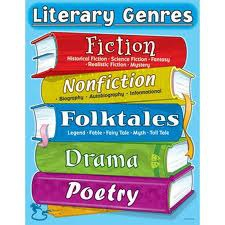 Literary Genres
Fiction
Historical Fiction • Science Fiction • Fantasy
• Realistic Fiction • Mystery
Nonfiction
• Biography • Autobiography • Informational
Folktales
Legend • Fable • Fairy Tale • Myth • Tall Tale
Drama
Poetry